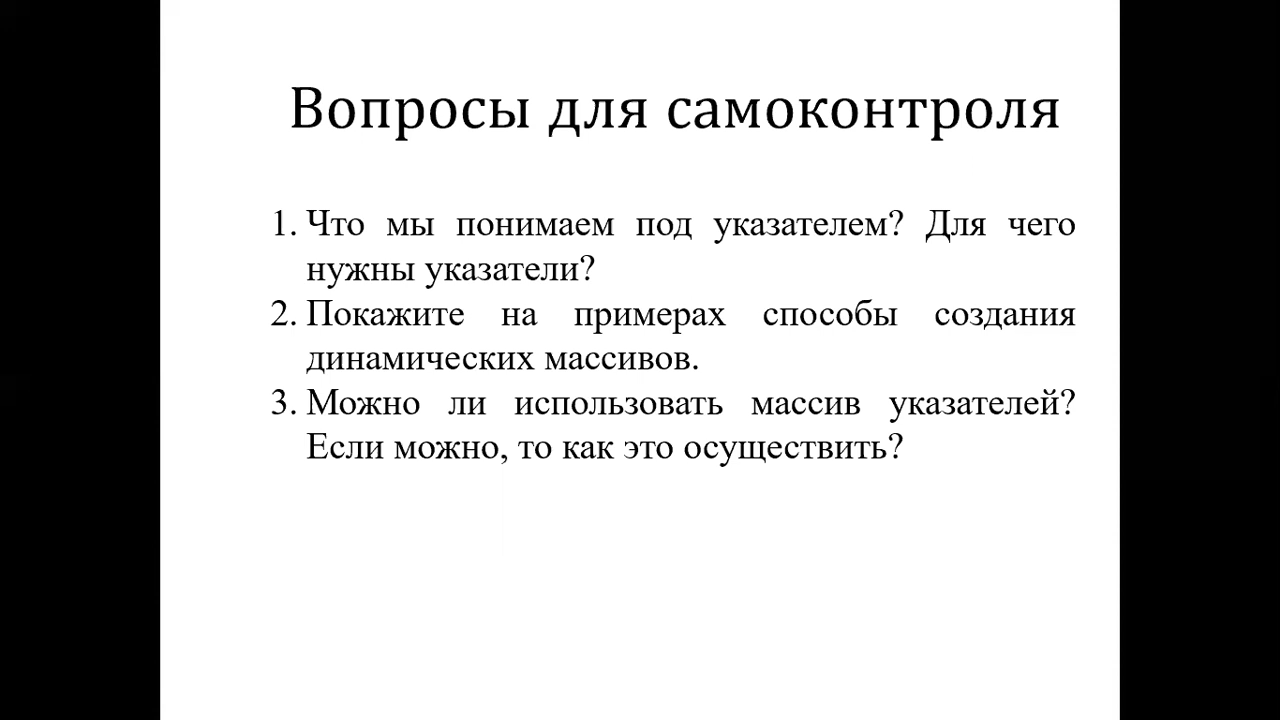 Вопросы для самоконтроля
1. Что мы понимаем под указателем? Для чего
нужны указатели?
2. Покажите на примерах способы создания
динамических массивов.
3. Можно ли использовать массив указателей?
Если можно, то как это осуществить?